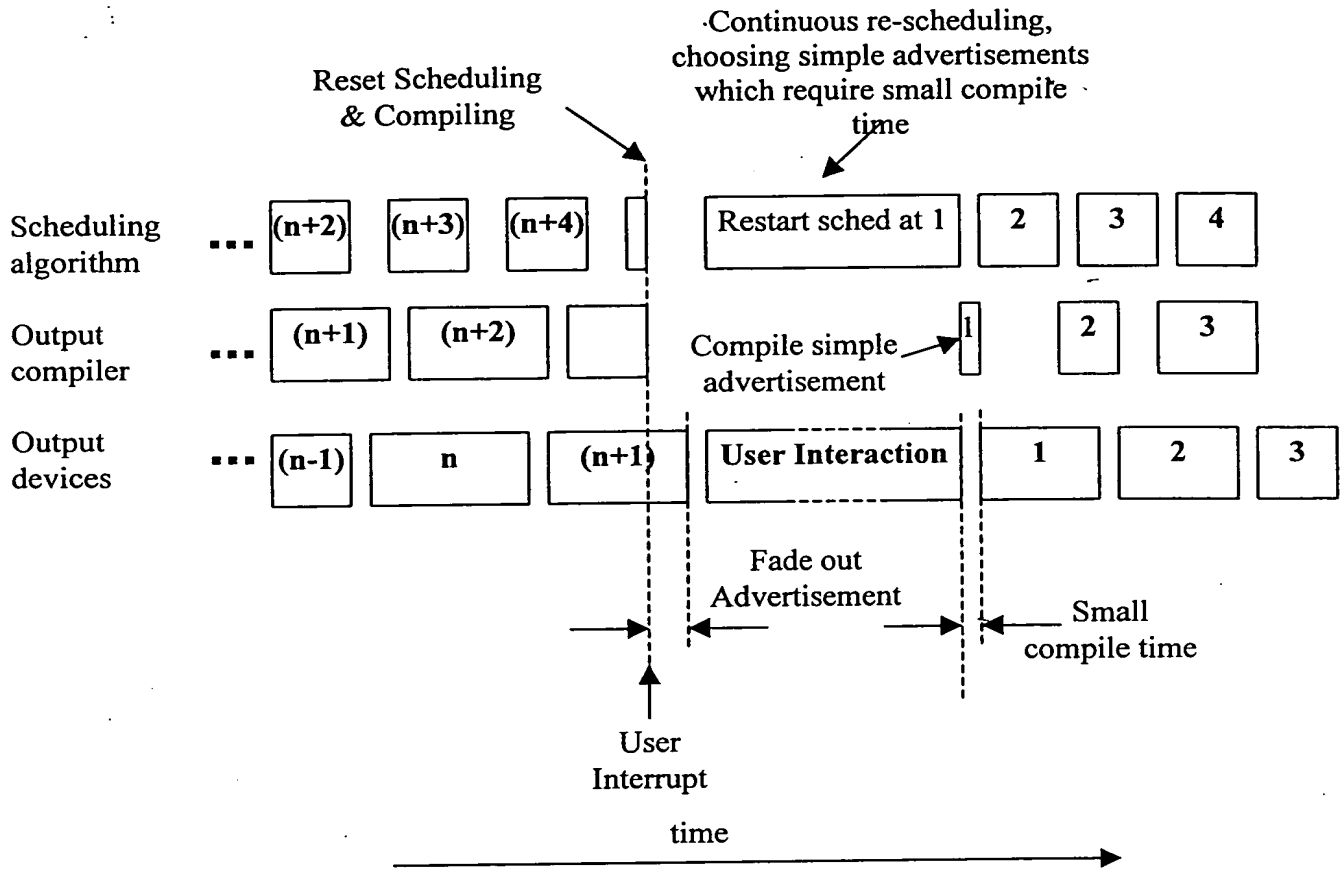 Continuous re-scheduling,
choosing simple advertisements
which require small compile
time
Reset Scheduling
& Compiling
Scheduling
algorithm
... (n+2) (n+3) (n+4) Restart sched at 1 2 3 4
Output
compiler
... (n+1) (n+2) 1 2 3
Compile simple
advertisement
Output
devices
... (n-1) n (n+1) User Interaction 1 2 3
Fade out
Advertisement
Small
compile time
User
Interrupt
time